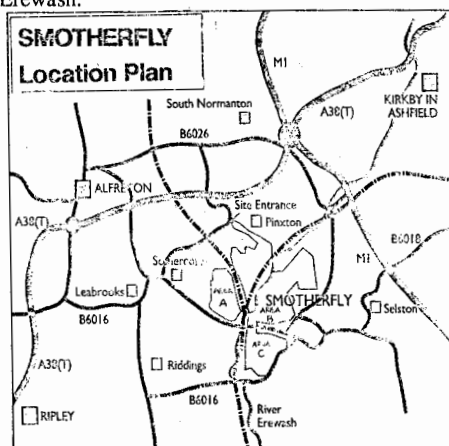 Erewash.
SMOTHERFLY
Location Plan
M1
South Normanton
A38(T)
KIRKBY IN
ASHFIELD
B6026
ALFRETON
Site Entrance
Pinxton
A38(T)
B6018
Somercotes
M1
Leabrooks
AREA
A
SMOTHERFLY
AREA
B
Selston
B6016
AREA
C
Riddings
A38(T)
B6016
River
Erewash
RIPLEY